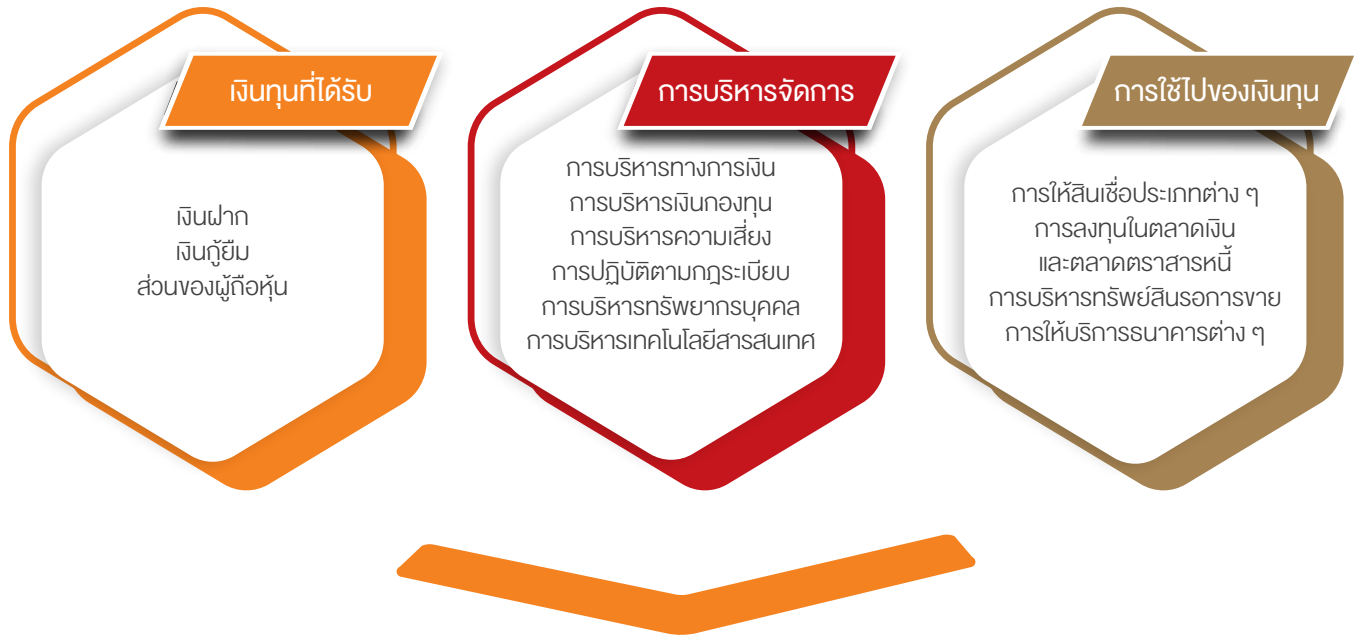 เงินทุนที่ได้รับ
เงินฝาก
เงินกู้ยืม
ส่วนของผู้ถือหุ้น
การบริหารจัดการ
การบริหารทางการเงิน
การบริหารเงินกองทุน
การบริหารความเสี่ยง
การปฏิบัติตามกฎระเบียบ
การบริหารทรัพยากรบุคคล
การบริหารเทคโนโลยีสารสนเทศ
การใช้ไปของเงินทุน
การให้สินเชื่อประเภทต่าง ๆ
การลงทุนในตลาดเงิน
และตลาดตราสารหนี้
การบริหารทรัพย์สินรอการขาย
การให้บริการธนาคารต่าง ๆ